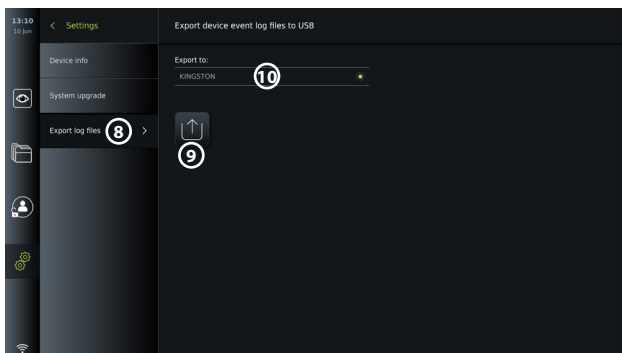 13:10
10 Jun
Settings
Export device event log files to USB
Device info
Export to:
KINGSTON
10
System upgrade
Export log files
8
9